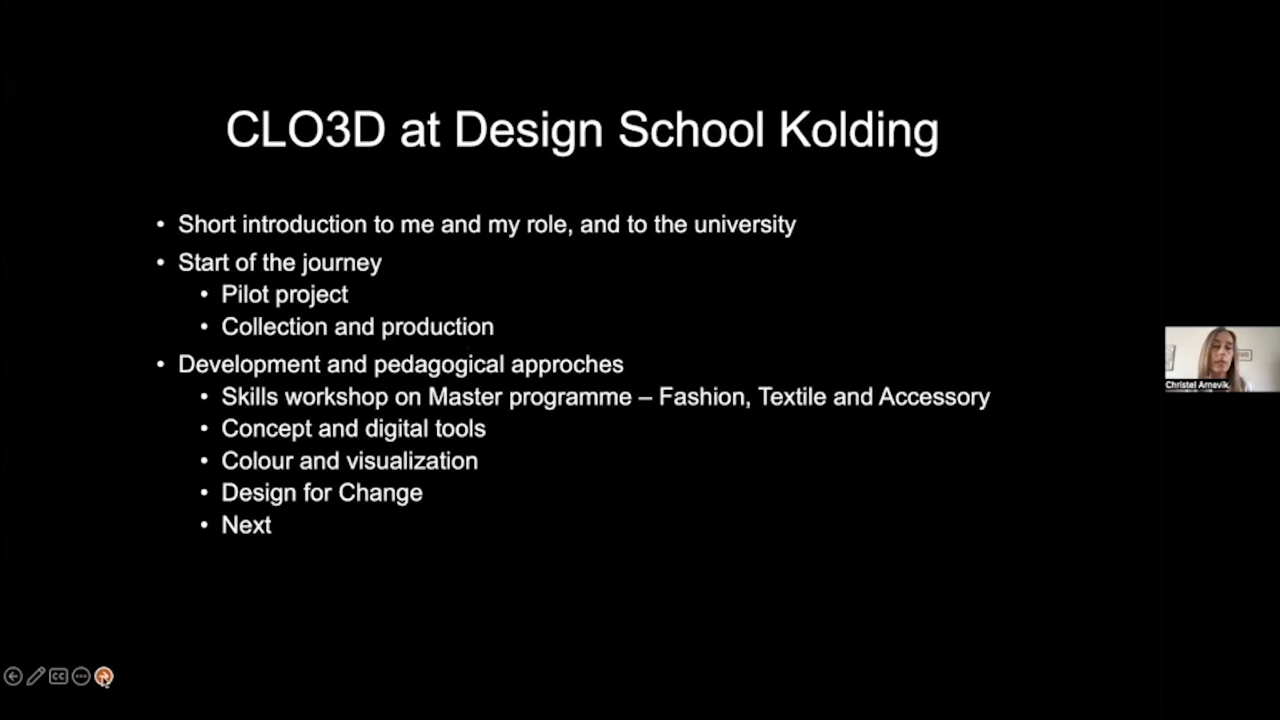 CLO3D at Design School Kolding
• Short introduction to me and my role, and to the university
• Start of the journey
• Pilot project
• Collection and production
• Development and pedagogical approches
• Skills workshop on Master programme – Fashion, Textile and Accessory
• Concept and digital tools
• Colour and visualization
• Design for Change
• Next
Christel Arnevik
CC